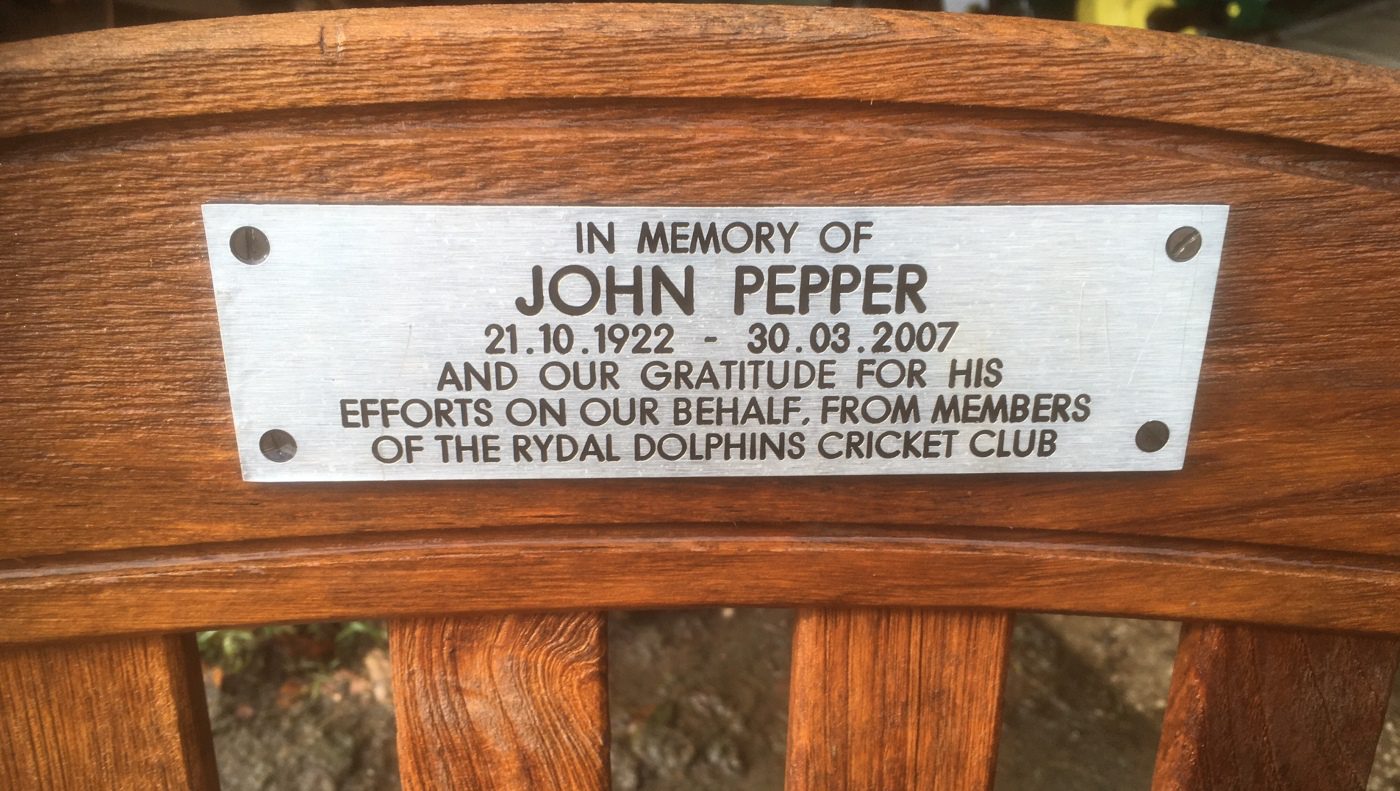 IN MEMORY OF
JOHN PEPPER
21.10.1922 - 30.03.2007
AND OUR GRATITUDE FOR HIS
EFFORTS ON OUR BEHALF, FROM MEMBERS
OF THE RYDAL DOLPHINS CRICKET CLUB